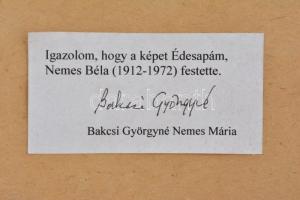 Igazolom, hogy a képet Édesapám,
Nemes Béla (1912-1972) festette.
Bakcsi Györgyné
Bakcsi Györgyné Nemes Mária